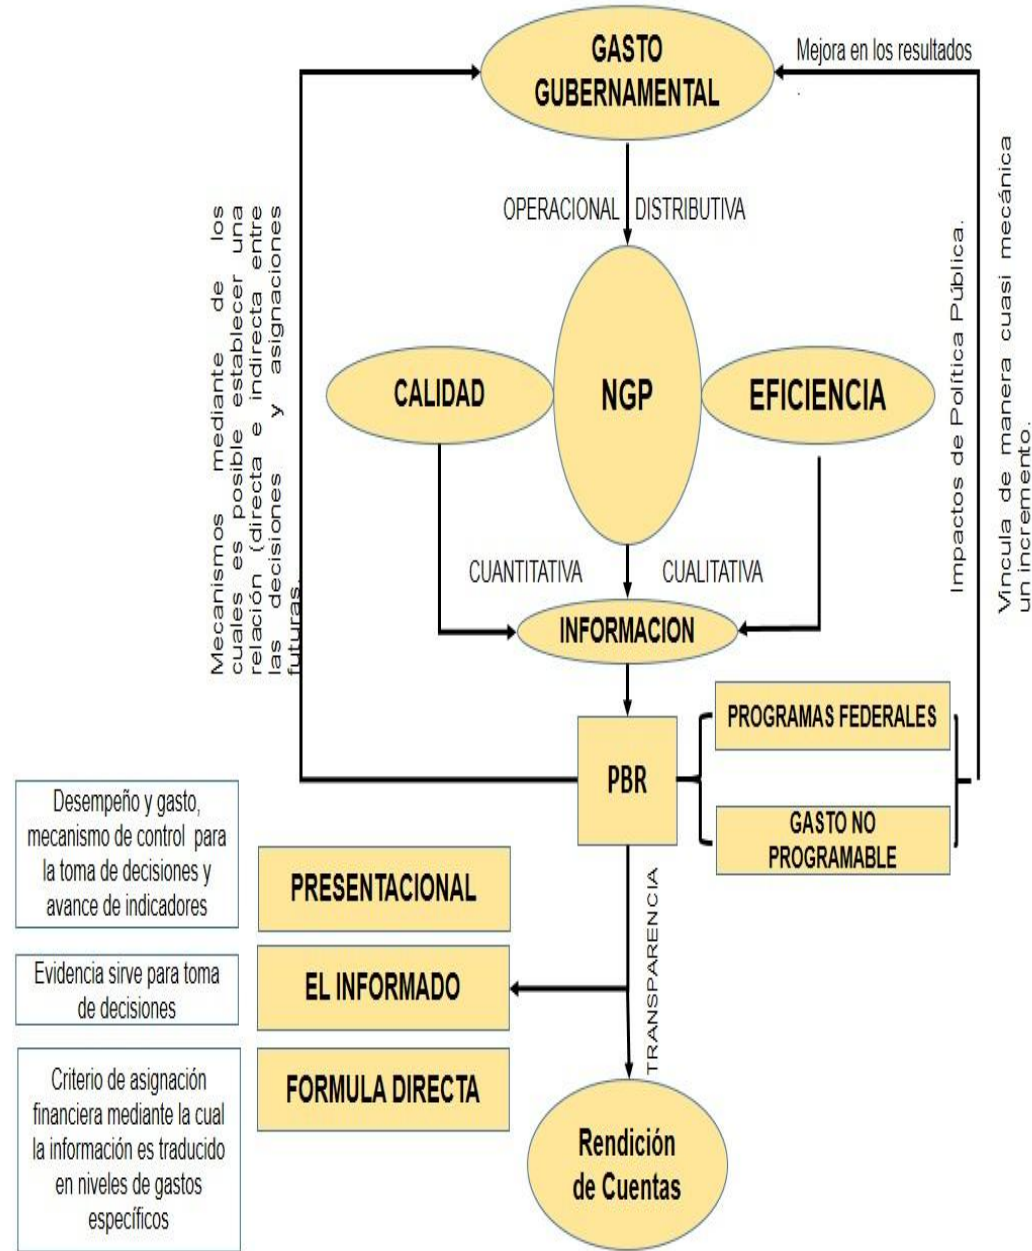 GASTO
GUBERNAMENTAL
Mejora en los resultados
.
OPERACIONAL
DISTRIBUTIVA
Mecanismos mediante de los
cuales es posible establecer una
relación (directa e indirecta entre
las decisiones y asignaciones
futuras.
Impactos de Política Pública.
Vincula de manera cuasi mecánica
un incremento.
CALIDAD
NGP
EFICIENCIA
CUANTITATIVA
CUALITATIVA
INFORMACION
PBR
PROGRAMAS FEDERALES
GASTO NO
PROGRAMABLE
Desempeño y gasto,
mecanismo de control para
la toma de decisiones y
avance de indicadores
PRESENTACIONAL
Evidencia sirve para toma
de decisiones
EL INFORMADO
TRANSPARENCIA
Criterio de asignación
financiera mediante la cual
la información es traducido
en niveles de gastos
específicos
FORMULA DIRECTA
Rendición
de Cuentas